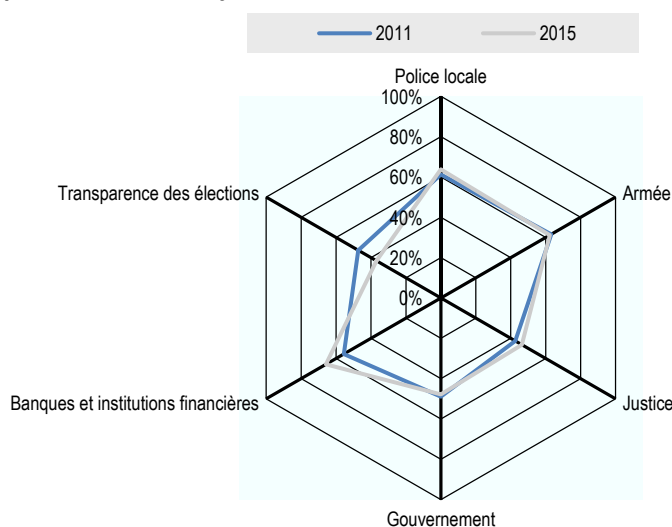 2011 2015
Police locale
100%
80%
Transparence des élections
60%
Armée
40%
20%
0%
Banques et institutions financières
Justice
Gouvernement